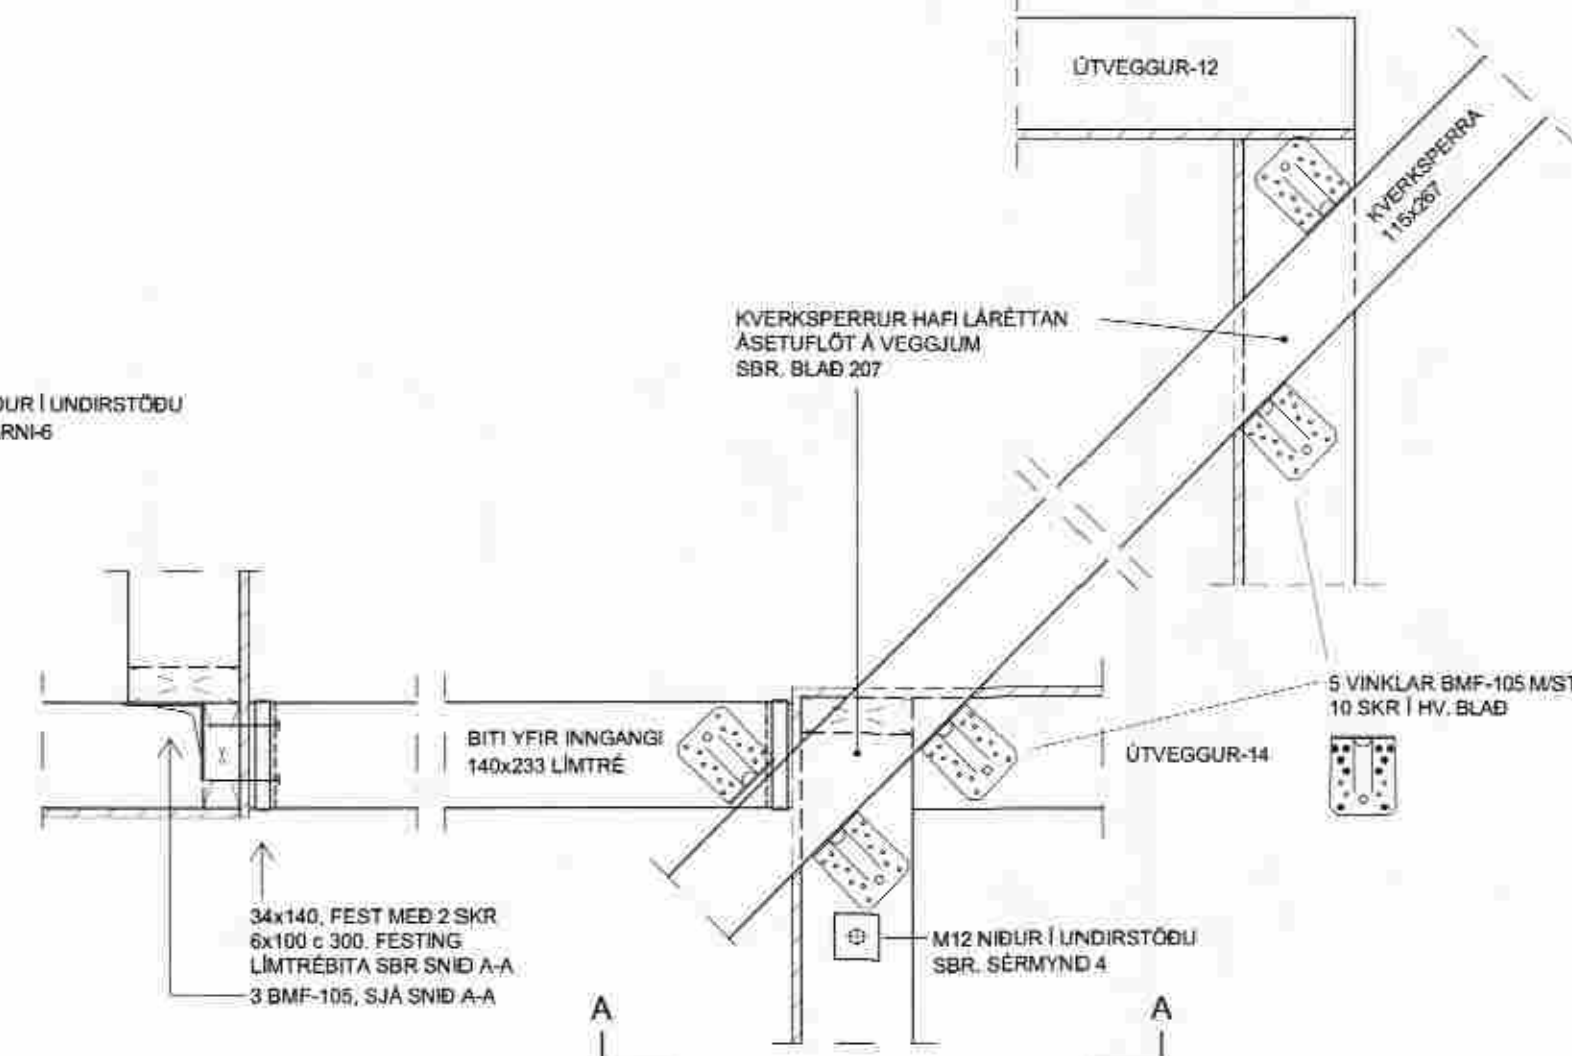 ÚTVEGGUR-12
KVERKSPERRA
115x267
KVERKSPERRUR HAFI LÁRÉTTAN
ÁSETUFLÖT Á VEGGJUM
SBR. BLAÐ 207
ÐUR Í UNDIRSTÖÐU
RNI-6
BITI YFIR INNGANGI
140x233 LÍMTRÉ
5 VINKLAR BMF-105 M/ST
10 SKR Í HV. BLAÐ
ÚTVEGGUR-14
34x140, FEST MEÐ 2 SKR
6x100 c 300. FESTING
LÍMTRÉBITA SBR SNIÐ A-A
3 BMF-105, SJÁ SNIÐ A-A
M12 NIÐUR Í UNDIRSTÖÐU
SBR. SÉRMYND 4
A
A